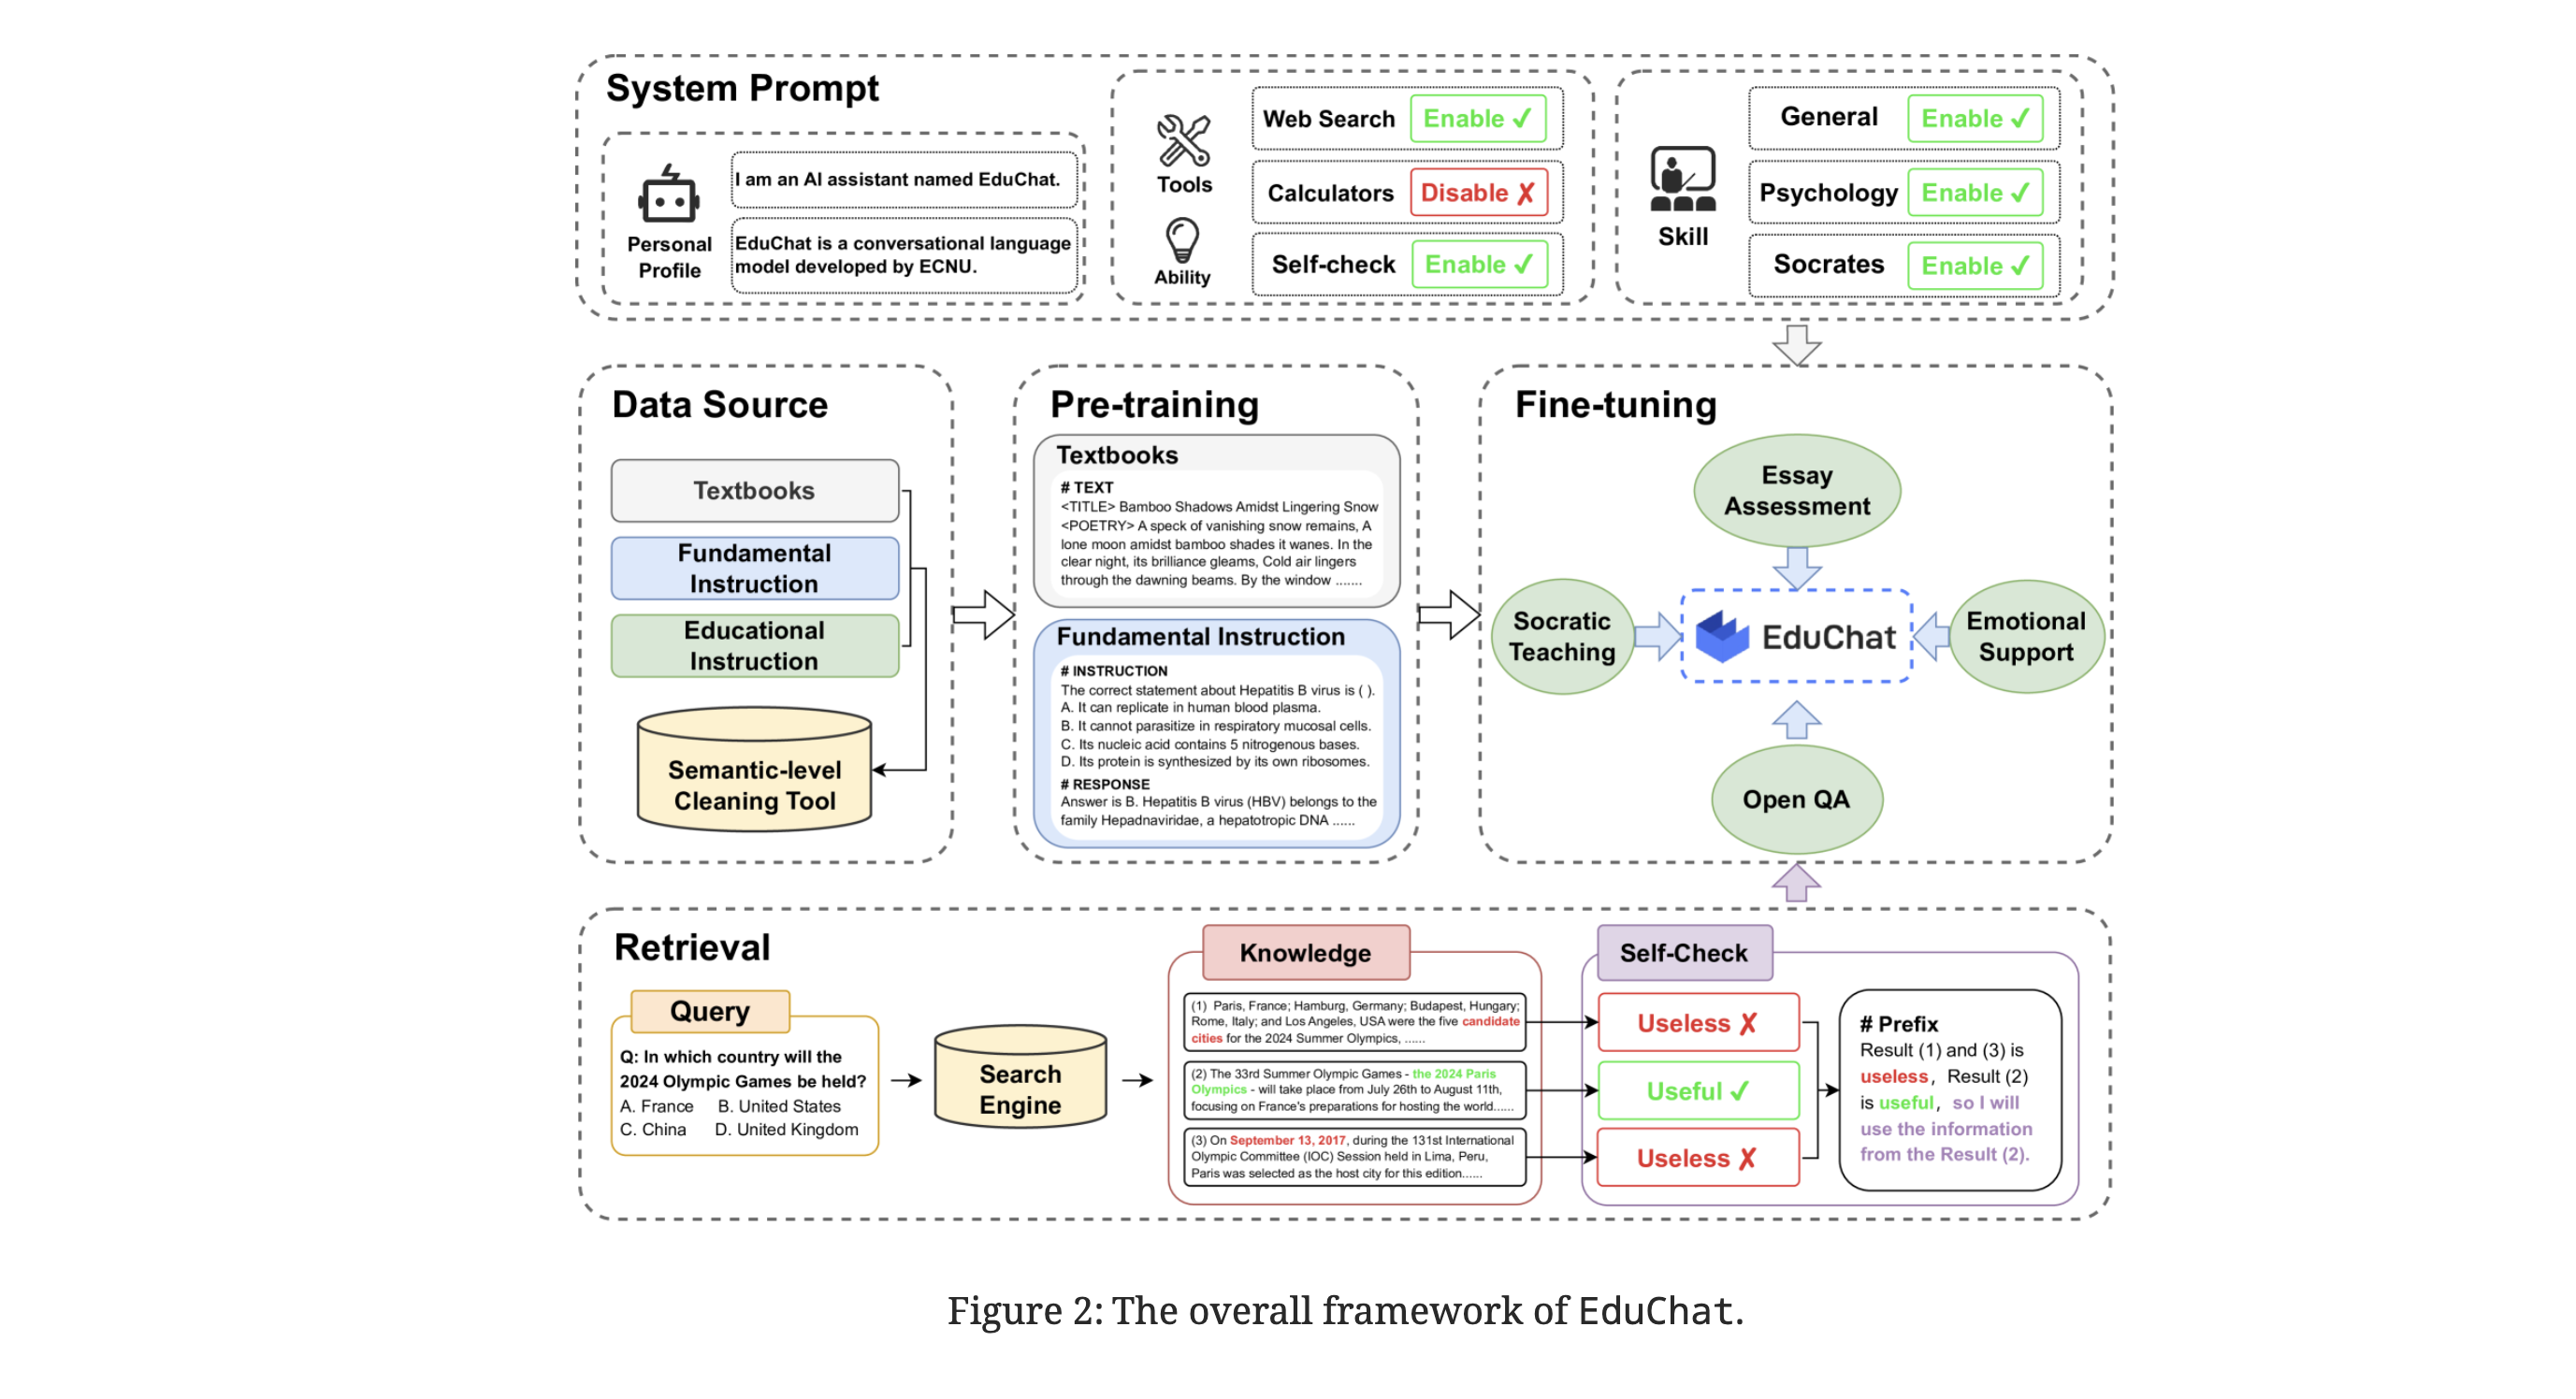 System Prompt
Personal
Profile
I am an AI assistant named EduChat.
EduChat is a conversational language
model developed by ECNU.
Tools
Ability
Web Search Enable ✓
Calculators Disable ✗
Self-check Enable ✓
Skill
General Enable ✓
Psychology Enable ✓
Socrates Enable ✓
Data Source
Textbooks
Fundamental
Instruction
Educational
Instruction
Semantic-level
Cleaning Tool
Pre-training
Textbooks
# TEXT
<TITLE> Bamboo Shadows Amidst Lingering Snow
<POETRY> A speck of vanishing snow remains, A
lone moon amidst bamboo shades it wanes. In the
clear night, its brilliance gleams, Cold air lingers
through the dawning beams. By the window .......
Fundamental Instruction
# INSTRUCTION
The correct statement about Hepatitis B virus is ( ).
A. It can replicate in human blood plasma.
B. It cannot parasitize in respiratory mucosal cells.
C. Its nucleic acid contains 5 nitrogenous bases.
D. Its protein is synthesized by its own ribosomes.
# RESPONSE
Answer is B. Hepatitis B virus (HBV) belongs to the
family Hepadnaviridae, a hepatotropic DNA ......
Fine-tuning
Essay
Assessment
Socratic
Teaching
EduChat
Emotional
Support
Open QA
Retrieval
Query
Q: In which country will the
2024 Olympic Games be held?
A. France B. United States
C. China D. United Kingdom
Search
Engine
Knowledge
(1) Paris, France; Hamburg, Germany; Budapest, Hungary;
Rome, Italy; and Los Angeles, USA were the five candidate
cities for the 2024 Summer Olympics, ......
(2) The 33rd Summer Olympic Games - the 2024 Paris
Olympics - will take place from July 26th to August 11th,
focusing on France's preparations for hosting the world......
(3) On September 13, 2017, during the 131st International
Olympic Committee (IOC) Session held in Lima, Peru,
Paris was selected as the host city for this edition......
Self-Check
Useless ✗
Useful ✓
Useless ✗
# Prefix
Result (1) and (3) is
useless, Result (2)
is useful, so I will
use the information
from the Result (2).
Figure 2: The overall framework of EduChat.